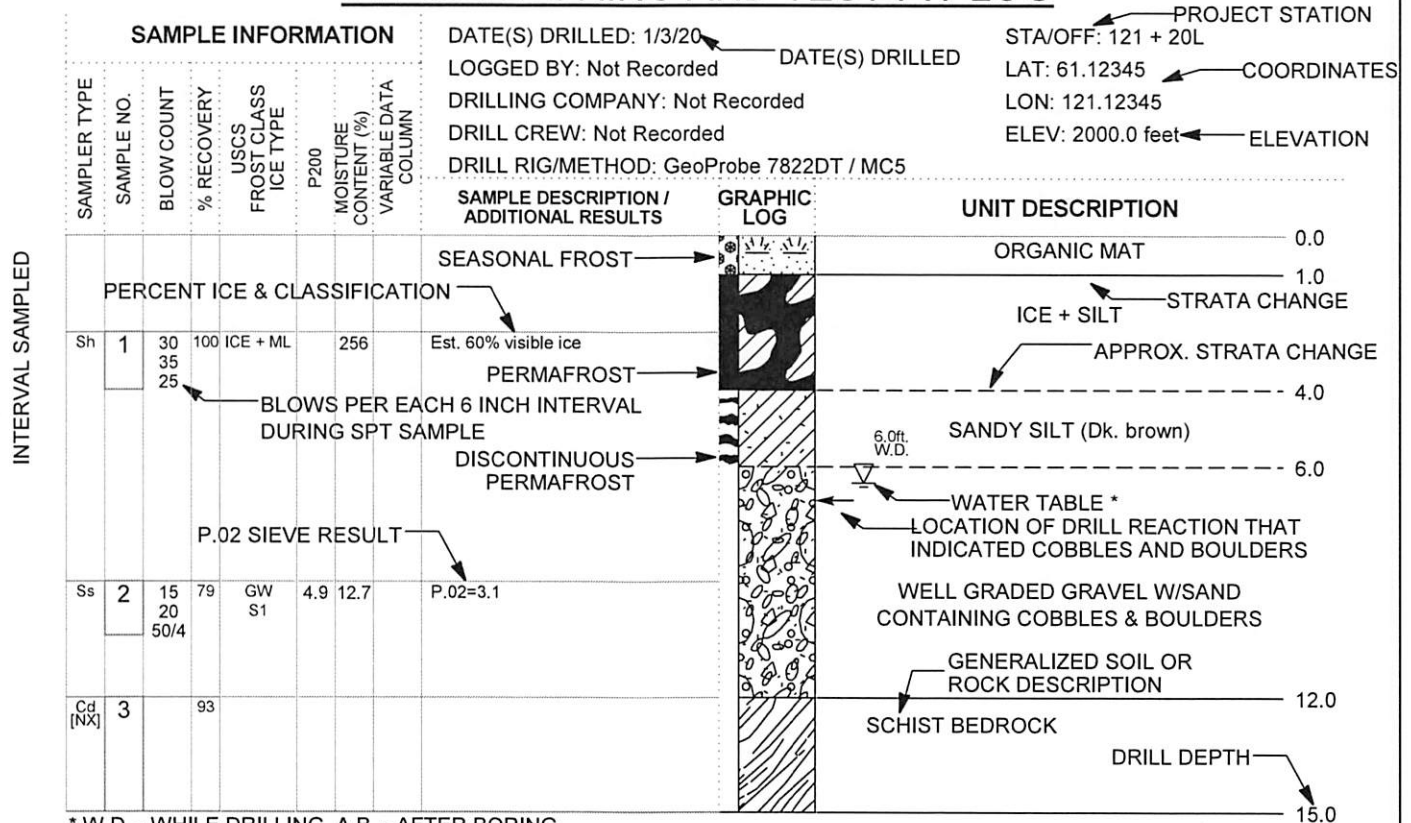 PROJECT STATION
SAMPLE INFORMATION
DATE(S) DRILLED: 1/3/20
DATE(S) DRILLED
LOGGED BY: Not Recorded
DRILLING COMPANY: Not Recorded
DRILL CREW: Not Recorded
DRILL RIG/METHOD: GeoProbe 7822DT / MC5
STA/OFF: 121 + 20L
LAT: 61.12345
COORDINATES
LON: 121.12345
ELEV: 2000.0 feet
ELEVATION
SAMPLER TYPE
SAMPLE NO.
BLOW COUNT
% RECOVERY
USCS
FROST CLASS
ICE TYPE
P200
MOISTURE
CONTENT (%)
VARIABLE DATA
COLUMN
SAMPLE DESCRIPTION /
ADDITIONAL RESULTS
GRAPHIC
LOG
UNIT DESCRIPTION
INTERVAL SAMPLED
0.0
SEASONAL FROST
ORGANIC MAT
1.0
PERCENT ICE & CLASSIFICATION
STRATA CHANGE
ICE + SILT
Sh 1 30 100 ICE + ML 256 Est. 60% visible ice
35
25
APPROX. STRATA CHANGE
PERMAFROST
4.0
BLOWS PER EACH 6 INCH INTERVAL
DURING SPT SAMPLE
SANDY SILT (Dk. brown)
6.0ft.
W.D.
DISCONTINUOUS
PERMAFROST
6.0
WATER TABLE *
LOCATION OF DRILL REACTION THAT
INDICATED COBBLES AND BOULDERS
P.02 SIEVE RESULT
Ss 2 15 79 GW 4.9 12.7 P.02=3.1
20 S1
50/4
WELL GRADED GRAVEL W/SAND
CONTAINING COBBLES & BOULDERS
GENERALIZED SOIL OR
ROCK DESCRIPTION
12.0
Cd 3 93
[NX]
SCHIST BEDROCK
DRILL DEPTH
15.0